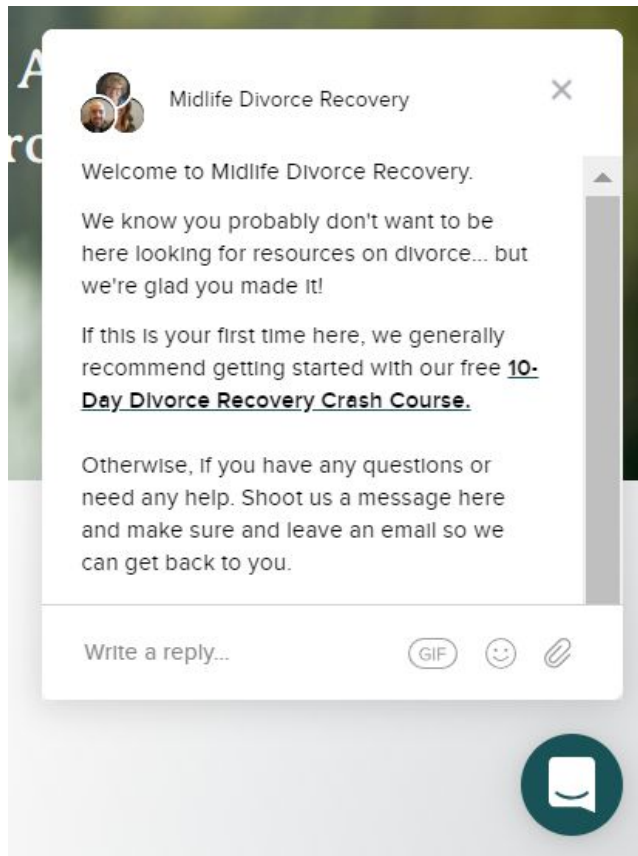 A
ro
Midlife Divorce Recovery
Welcome to Midlife Divorce Recovery.
We know you probably don't want to be
here looking for resources on divorce... but
we're glad you made it!
If this is your first time here, we generally
recommend getting started with our free 10-
Day Divorce Recovery Crash Course.
Otherwise, if you have any questions or
need any help. Shoot us a message here
and make sure and leave an email so we
can get back to you.
Write a reply...
GIF